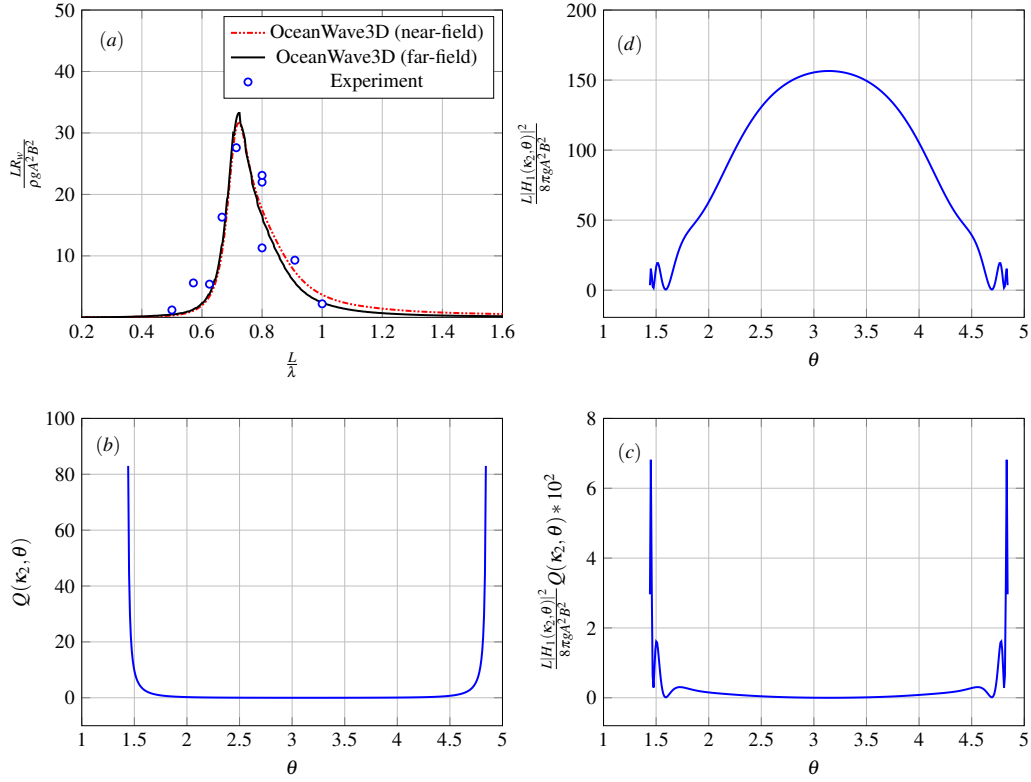 (a)
OceanWave3D (near-field)
OceanWave3D (far-field)
Experiment
50
40
30
20
10
0.2 0.4 0.6 0.8 1 1.2 1.4 1.6
LR_w / ρgA²B²
L / λ
(d)
200
150
100
50
0
1 1.5 2 2.5 3 3.5 4 4.5 5
L|H₁(κ₂,θ)|² / 8πgA²B²
θ
(b)
100
80
60
40
20
0
1 1.5 2 2.5 3 3.5 4 4.5 5
Q(κ₂,θ)
θ
(c)
8
6
4
2
0
1 1.5 2 2.5 3 3.5 4 4.5 5
L|H₁(κ₂,θ)|² / 8πgA²B² Q(κ₂,θ) * 10²
θ